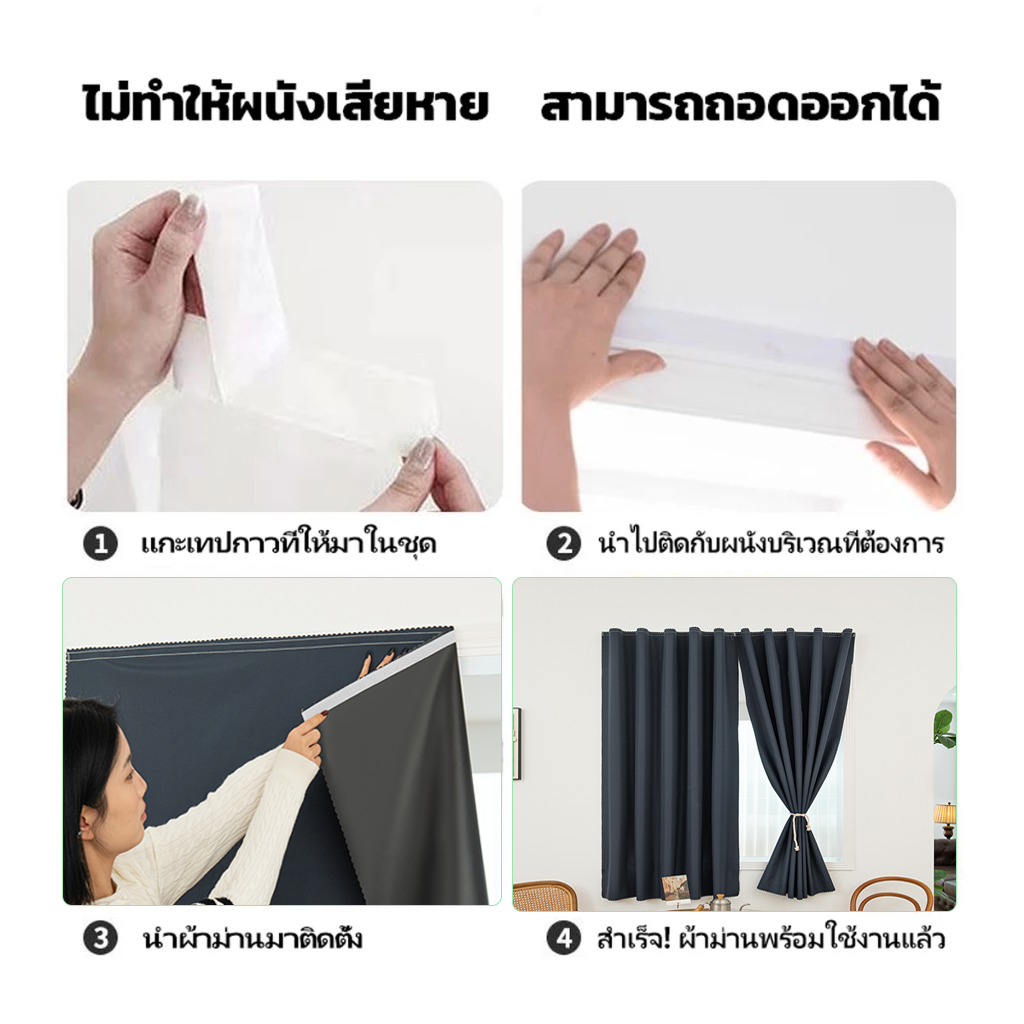 ไม่ทำให้ผนังเสียหาย สามารถถอดออกได้
1 แกะเทปกาวที่ให้มาในชุด
2 นำไปติดกับผนังบริเวณที่ต้องการ
3 นำผ้าม่านมาติดตั้ง
4 สำเร็จ! ผ้าม่านพร้อมใช้งานแล้ว